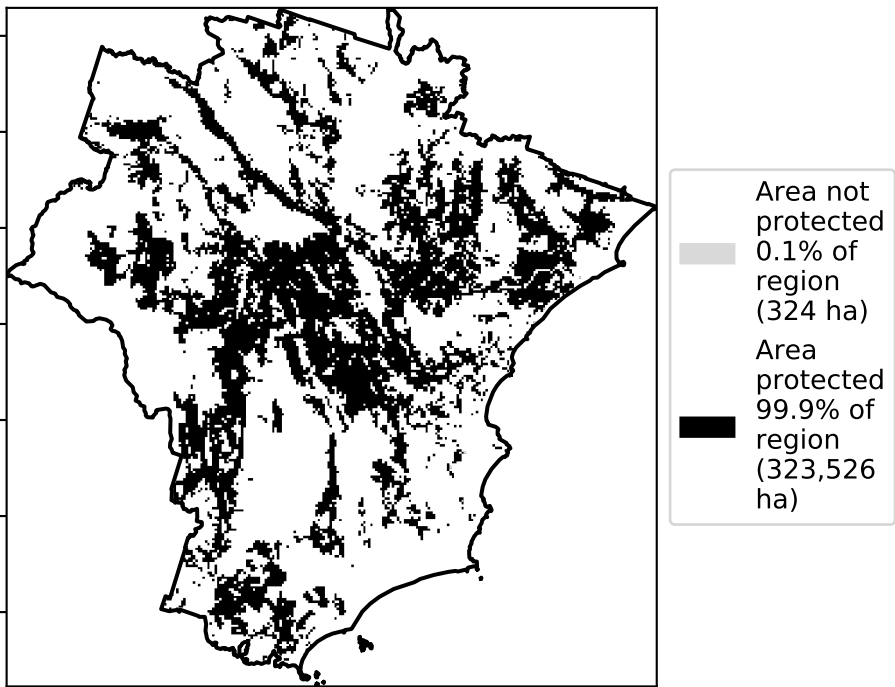 Area not
protected
0.1% of
region
(324 ha)
Area
protected
99.9% of
region
(323,526
ha)